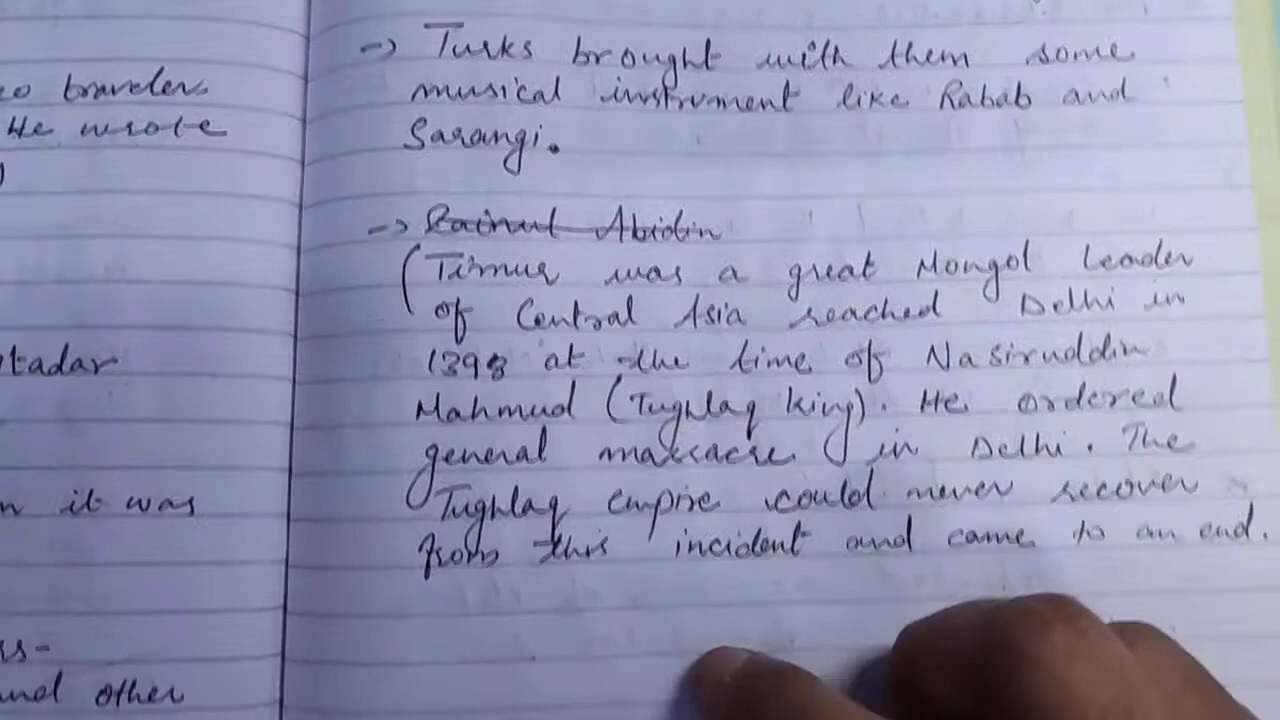 eo traveler
He wrote
)
tadar
n it was
rs-
and other
→ Turks brought with them some
musical instrument like Rabab and
Sarangi.
→ Zainul Abidin
(Timur was a great Mongol leader
of Central Asia reached Delhi in
1398 at the time of Nasiruddin
Mahmud (Tughlaq king). He ordered
general massacre in Delhi. The
Tughlaq empire could never recover
from this incident and came to an end.